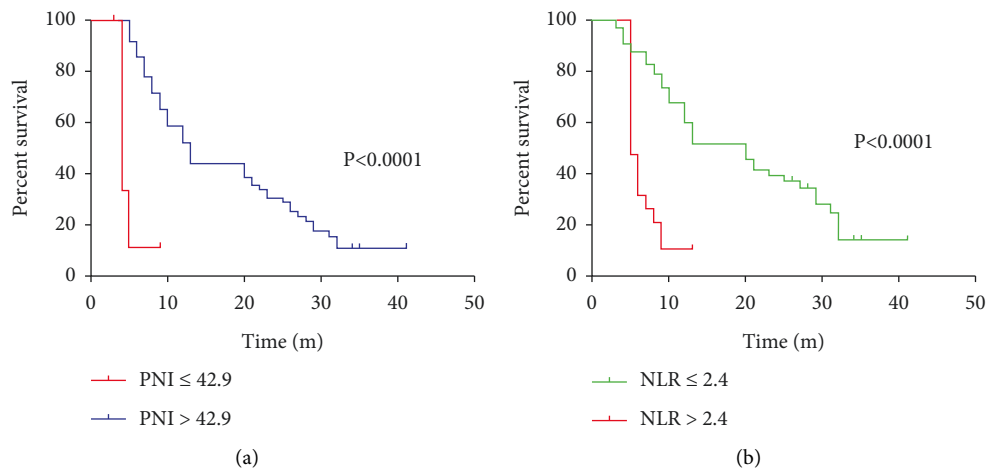 100
80
60
40
20
0
Percent survival
P<0.0001
0 10 20 30 40 50
Time (m)
PNI ≤ 42.9
PNI > 42.9
(a)
100
80
60
40
20
0
Percent survival
P<0.0001
0 10 20 30 40 50
Time (m)
NLR ≤ 2.4
NLR > 2.4
(b)